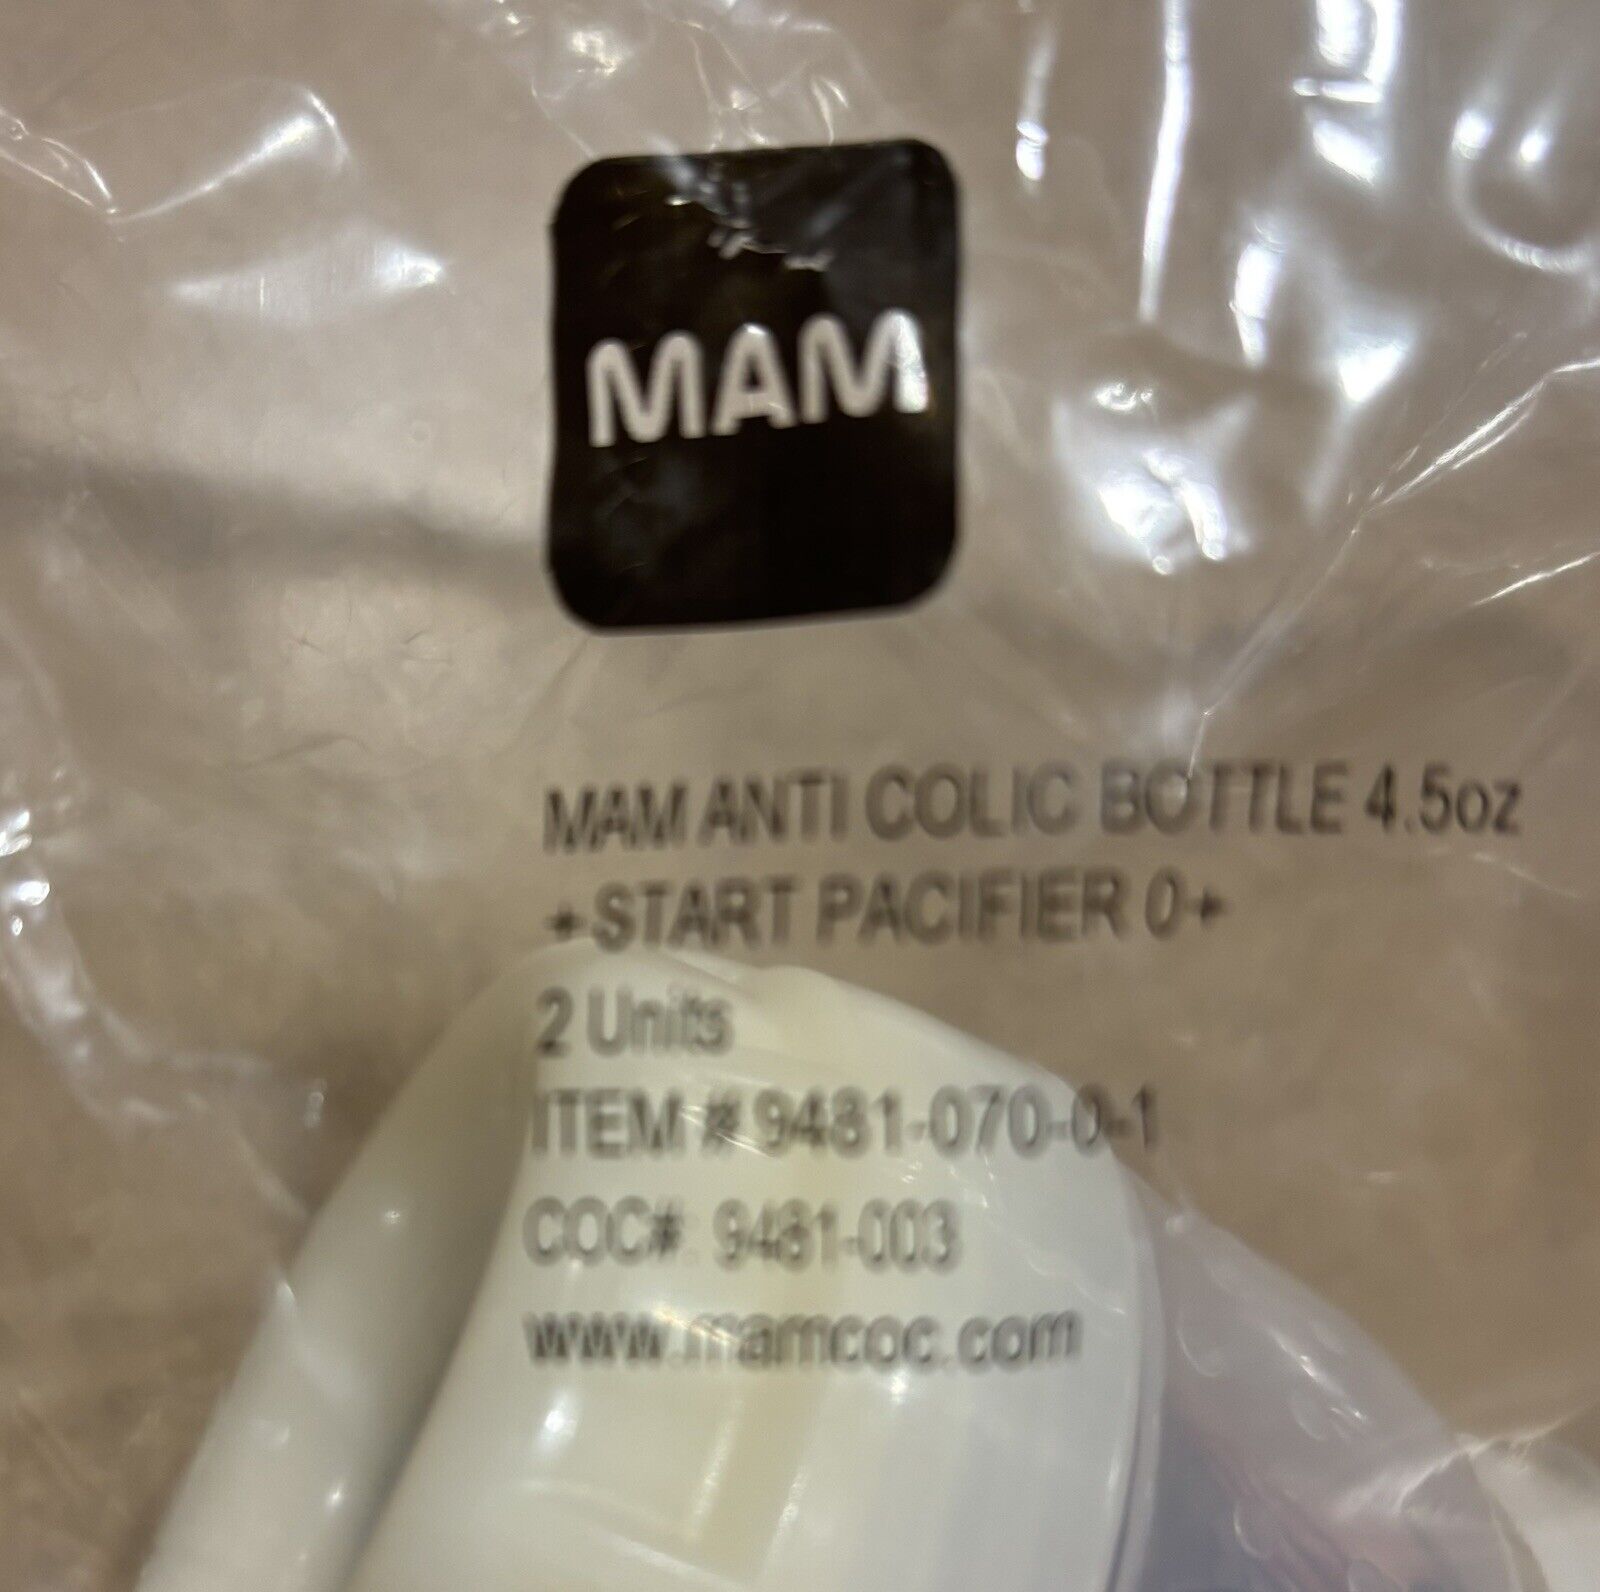 MAM
MAM ANTI COLIC BOTTLE 4.5oz
+START PACIFIER 0+
2 Units
ITEM # 9481-070-0-1
COC#: 9481-003
www.mamcoc.com